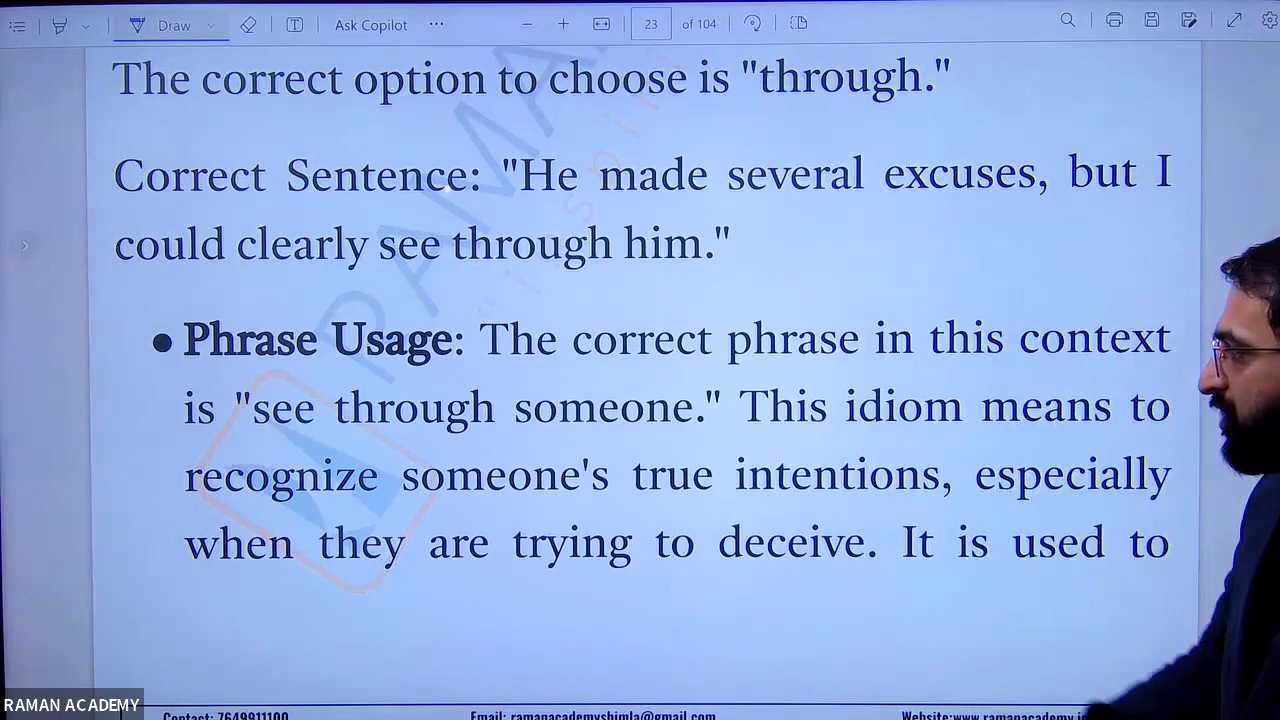 Draw
Ask Copilot
23 of 104
The correct option to choose is "through."
Correct Sentence: "He made several excuses, but I
could clearly see through him."
● Phrase Usage: The correct phrase in this context
is "see through someone." This idiom means to
recognize someone's true intentions, especially
when they are trying to deceive. It is used to
RAMAN ACADEMY
Contact: 7649911100
Email: ramanacademyshimla@gmail.com